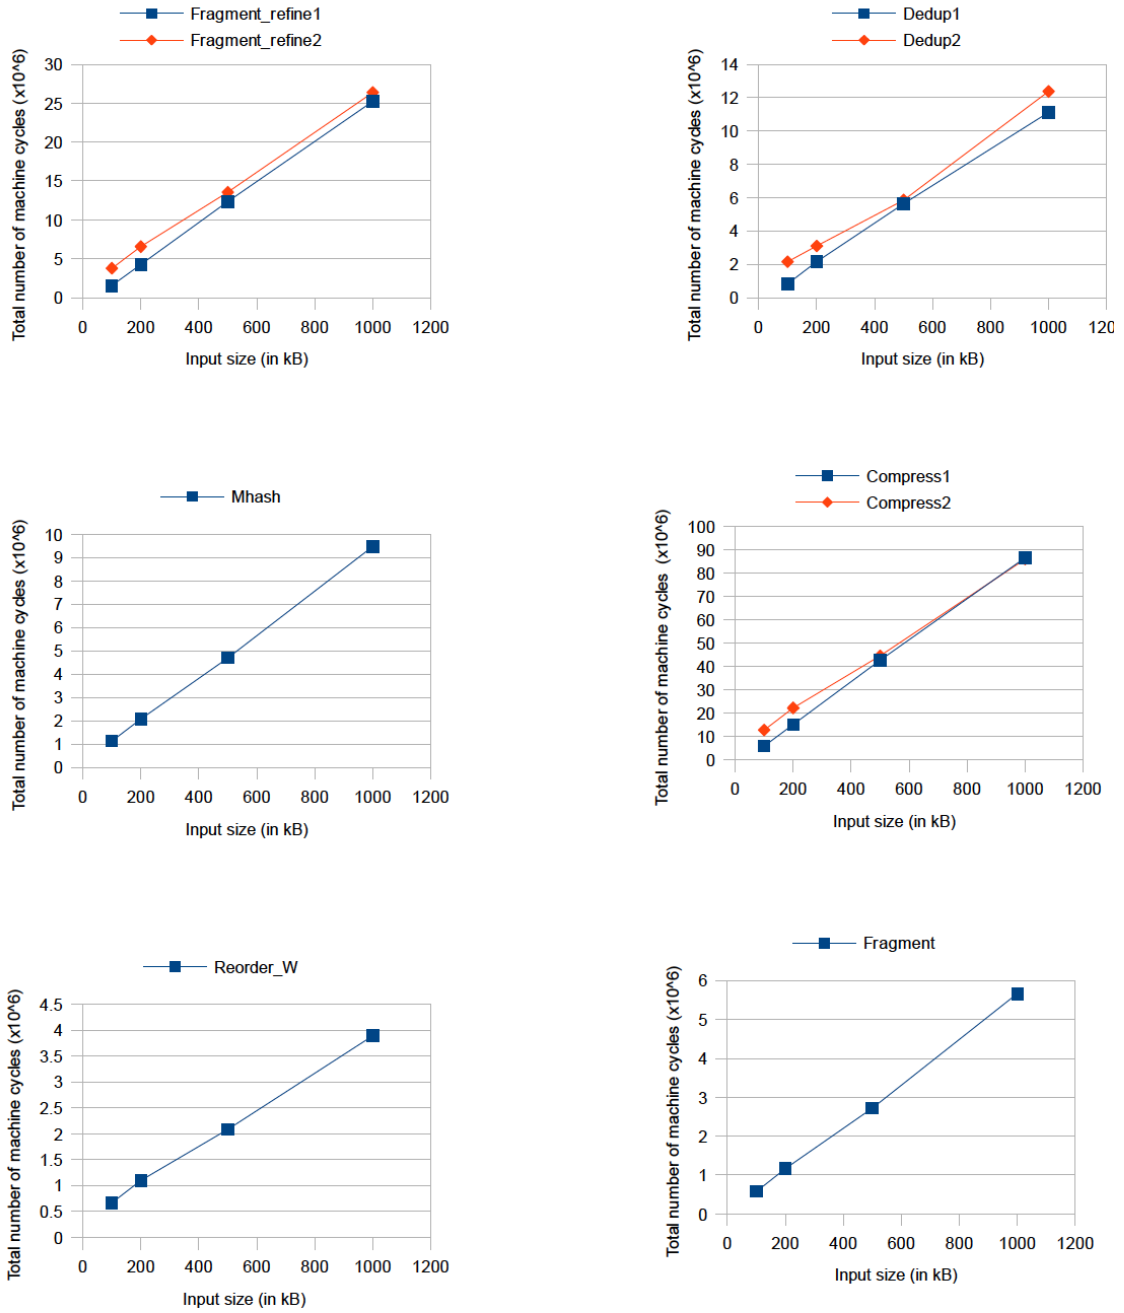 Fragment_refine1
Fragment_refine2
Total number of machine cycles (x10^6)
30
25
20
15
10
5
0
0 200 400 600 800 1000 1200
Input size (in kB)
Dedup1
Dedup2
Total number of machine cycles (x10^6)
14
12
10
8
6
4
2
0
0 200 400 600 800 1000 120
Input size (in kB)
Mhash
Total number of machine cycles (x10^6)
10
9
8
7
6
5
4
3
2
1
0
0 200 400 600 800 1000 1200
Input size (in kB)
Compress1
Compress2
Total number of machine cycles (x10^6)
100
90
80
70
60
50
40
30
20
10
0
0 200 400 600 800 1000 1200
Input size (in kB)
Reorder_W
Total number of machine cycles (x10^6)
4.5
4
3.5
3
2.5
2
1.5
1
0.5
0
0 200 400 600 800 1000 1200
Input size (in kB)
Fragment
Total number of machine cycles (x10^6)
6
5
4
3
2
1
0
0 200 400 600 800 1000 1200
Input size (in kB)